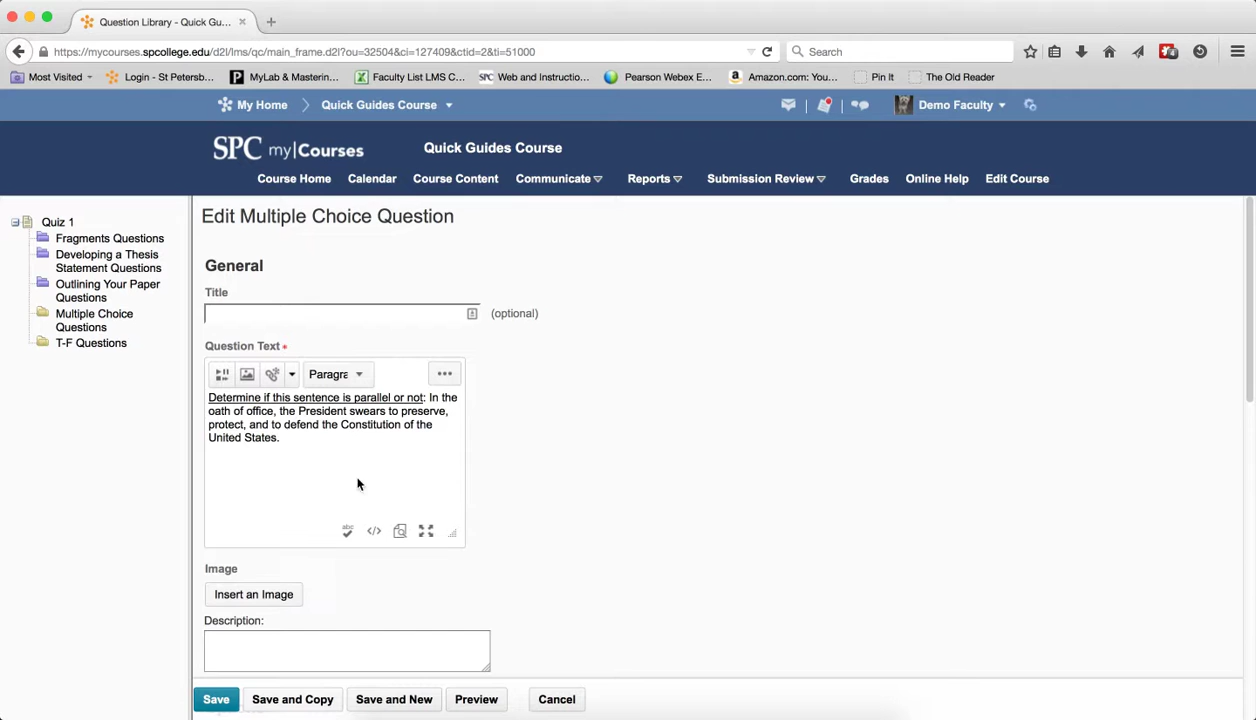 Question Library - Quick Gu...
https://mycourses.spcollege.edu/d2l/lms/qc/main_frame.d2l?ou=32504&ci=127409&ctid=2&ti=51000
Search
Most Visited
Login - St Petersb...
MyLab & Mastering...
Faculty List LMS C...
SPC
Web and Instructio...
Pearson Webex E...
Amazon.com: You...
Pin It
The Old Reader
My Home
Quick Guides Course
Demo Faculty
SPC my|Courses
Quick Guides Course
Course Home
Calendar
Course Content
Communicate
Reports
Submission Review
Grades
Online Help
Edit Course
Quiz 1
Fragments Questions
Developing a Thesis
Statement Questions
Outlining Your Paper
Questions
Multiple Choice
Questions
T-F Questions
Edit Multiple Choice Question
General
Title
(optional)
Question Text *
Paragra
Determine if this sentence is parallel or not: In the
oath of office, the President swears to preserve,
protect, and to defend the Constitution of the
United States.
abc
Image
Insert an Image
Description:
Save
Save and Copy
Save and New
Preview
Cancel